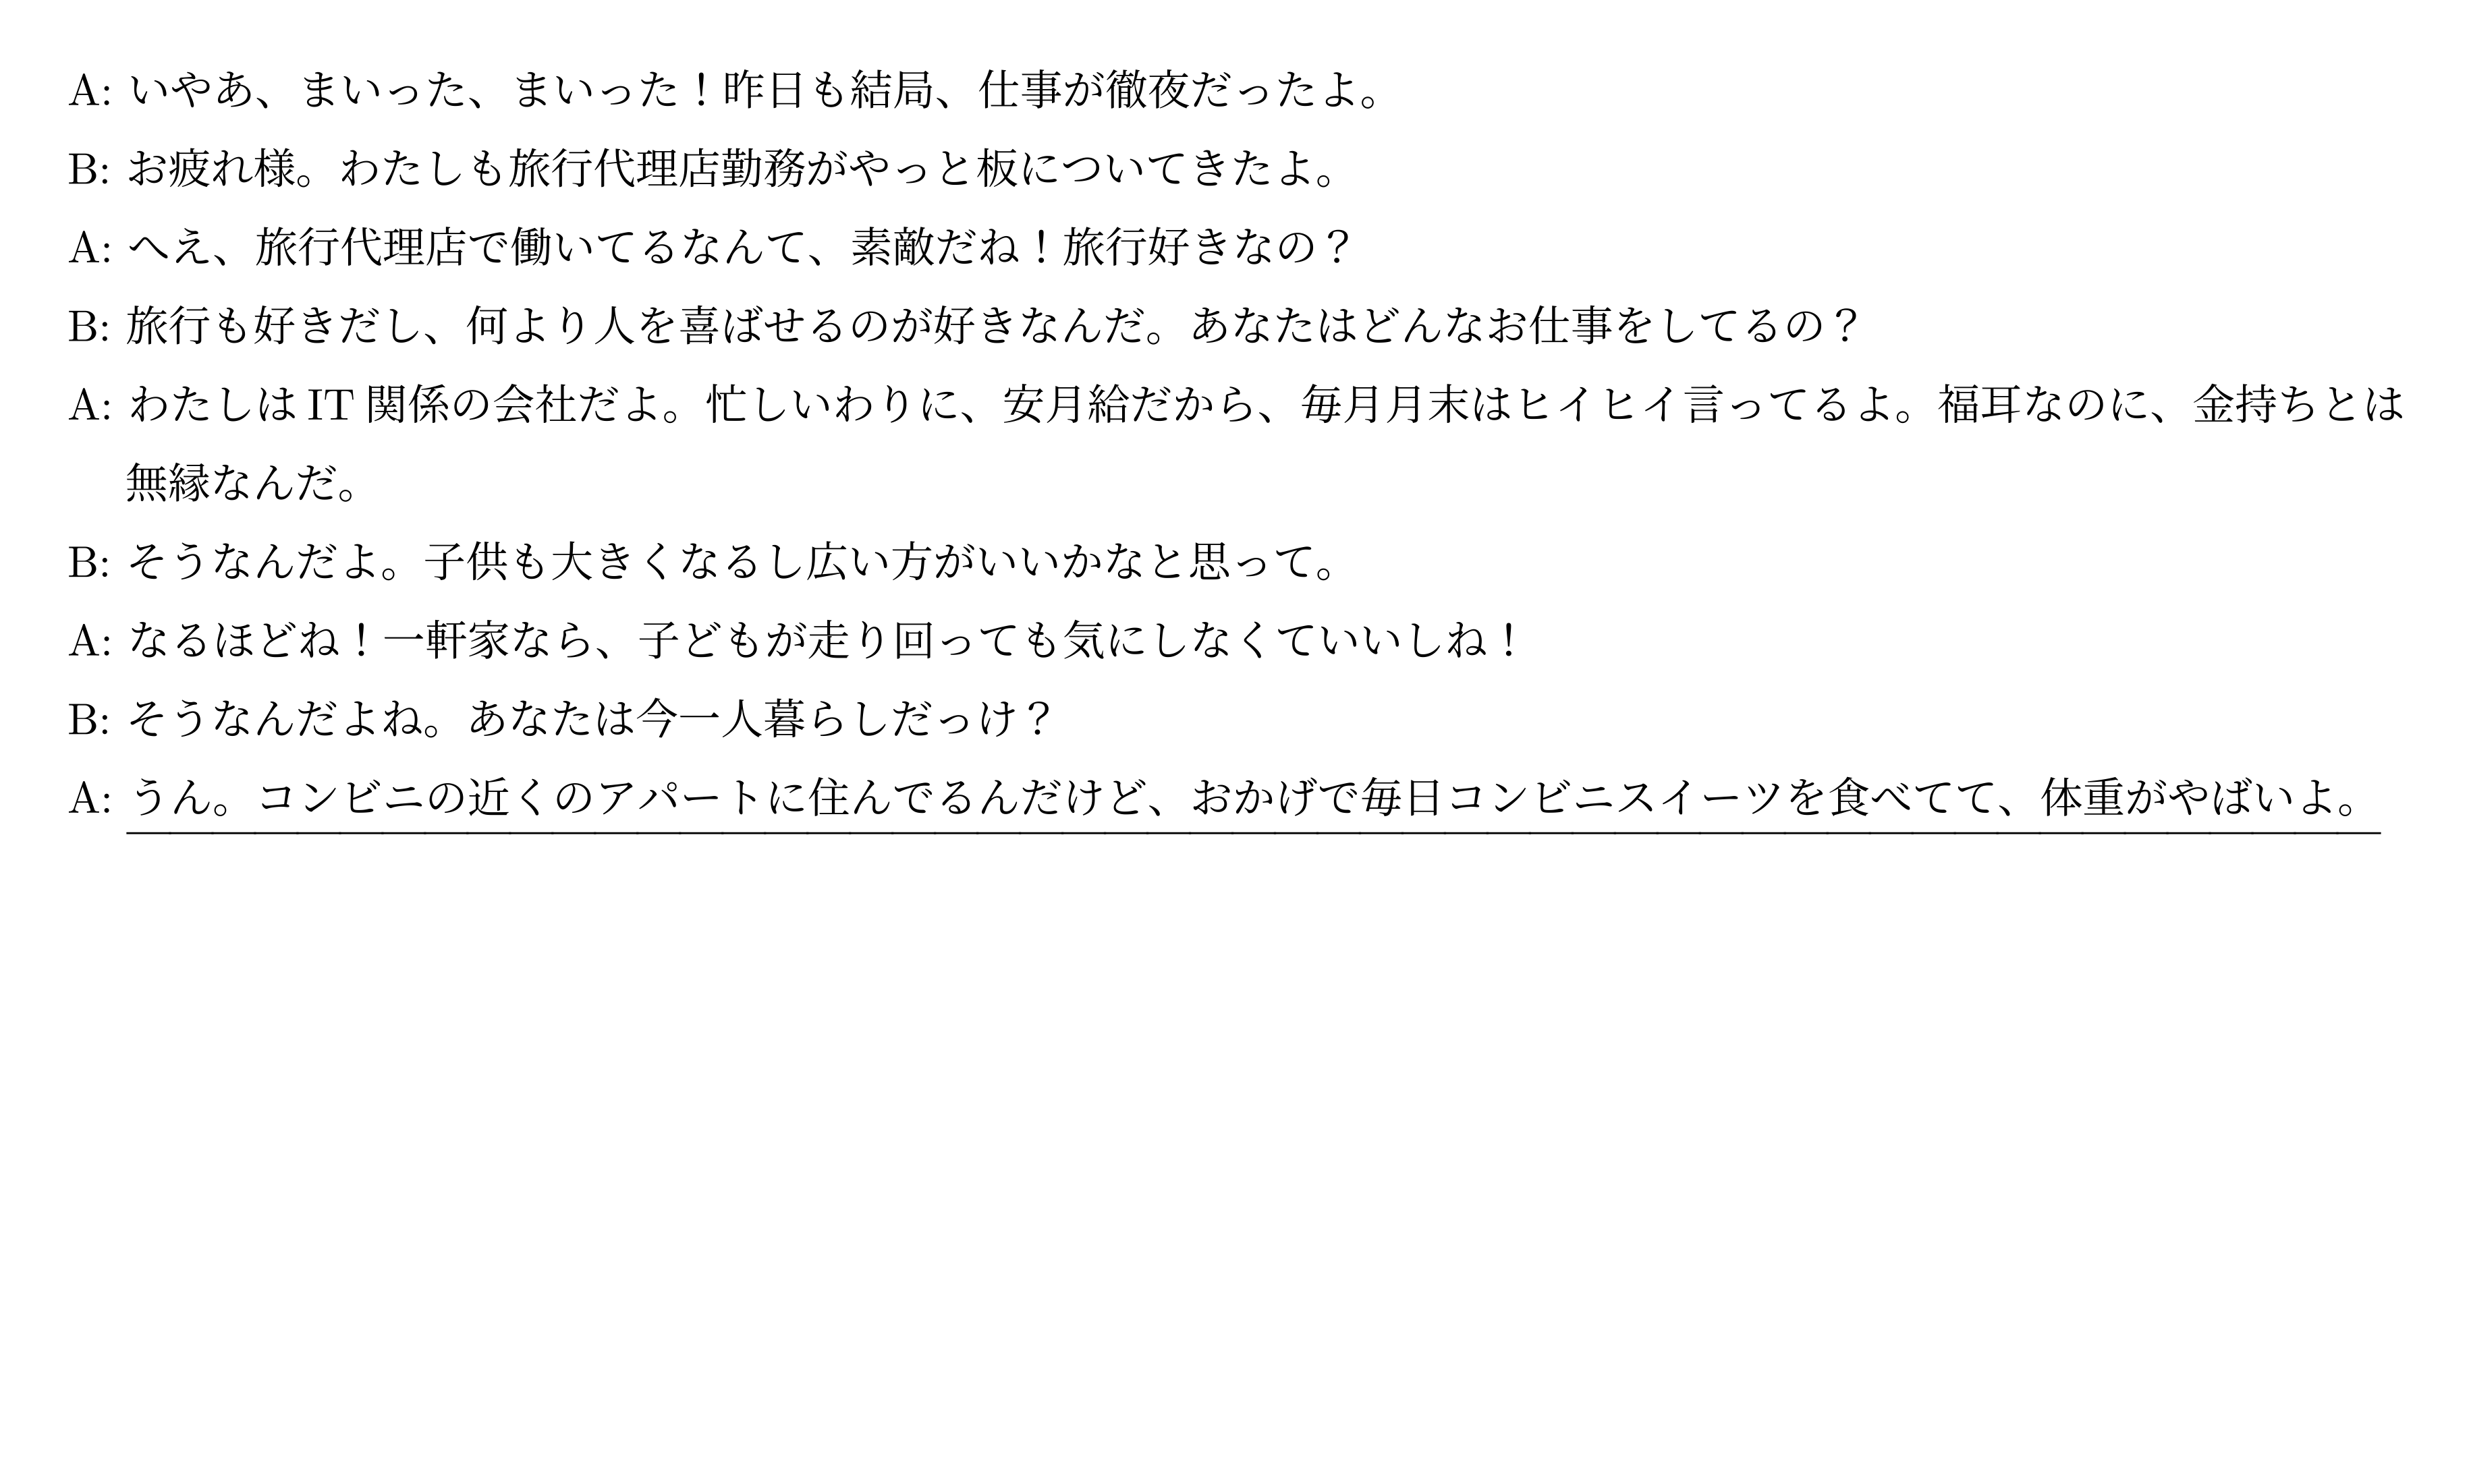 A: いやあ、まいった、まいった！昨日も結局、仕事が徹夜だったよ。
B: お疲れ様。わたしも旅行代理店勤務がやっと板についてきたよ。
A: へえ、旅行代理店で働いてるなんて、素敵だね！旅行好きなの？
B: 旅行も好きだし、何より人を喜ばせるのが好きなんだ。あなたはどんなお仕事をしてるの？
A: わたしは IT 関係の会社だよ。忙しいわりに、安月給だから、毎月月末はヒイヒイ言ってるよ。福耳なのに、金持ちとは
無縁なんだ。
B: そうなんだよ。子供も大きくなるし広い方がいいかなと思って。
A: なるほどね！一軒家なら、子どもが走り回っても気にしなくていいしね！
B: そうなんだよね。あなたは今一人暮らしだっけ？
A: うん。コンビニの近くのアパートに住んでるんだけど、おかげで毎日コンビニスイーツを食べてて、体重がやばいよ。